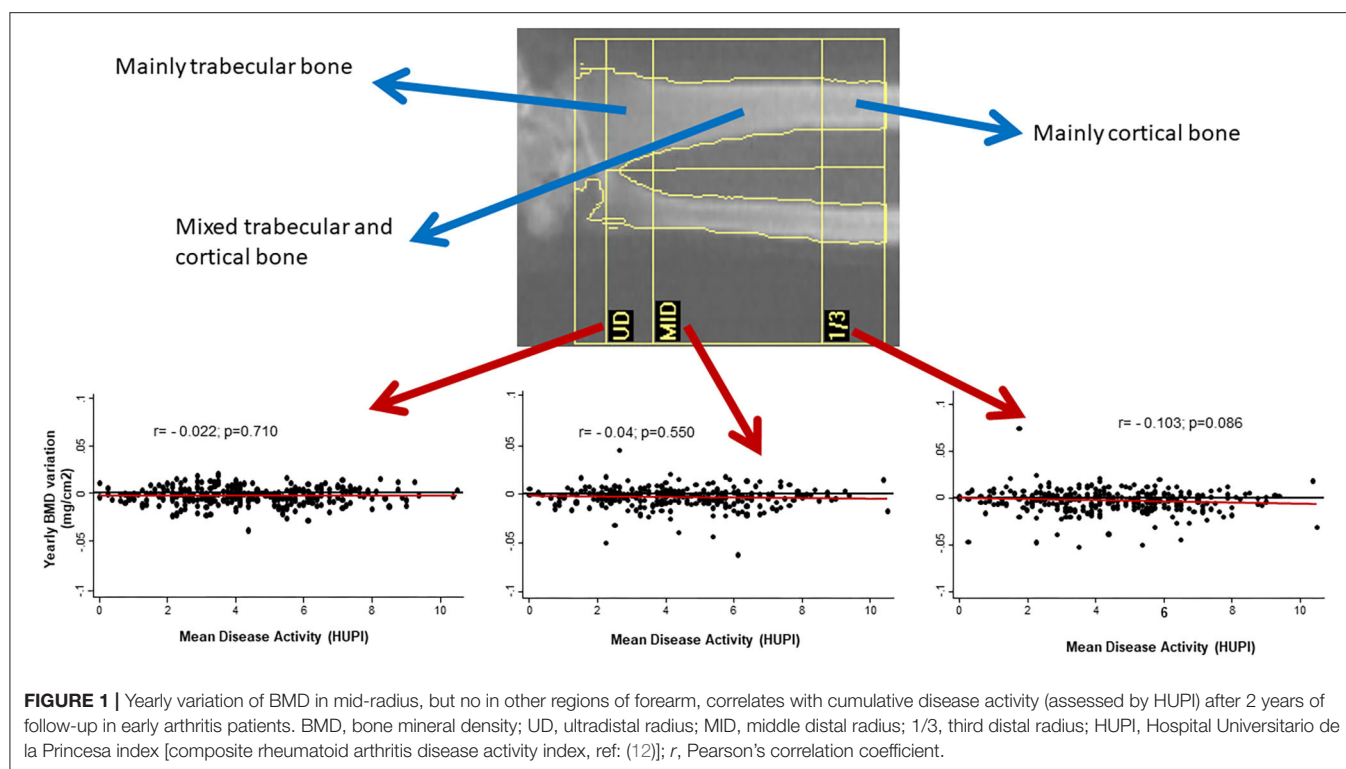 Mainly trabecular bone
Mainly cortical bone
Mixed trabecular and
cortical bone
UD
MID
1/3
Yearly BMD variation
(mg/cm2)
.1
.05
0
-.05
-.1
r= - 0.022; p=0.710
0 2 4 6 8 10
Mean Disease Activity (HUPI)
.1
.05
0
-.05
-.1
r= - 0.04; p=0.550
0 2 4 6 8 10
Mean Disease Activity (HUPI)
.1
.05
0
-.05
-.1
r= - 0.103; p=0.086
0 2 4 6 8 10
Mean Disease Activity (HUPI)
FIGURE 1 | Yearly variation of BMD in mid-radius, but no in other regions of forearm, correlates with cumulative disease activity (assessed by HUPI) after 2 years of
follow-up in early arthritis patients. BMD, bone mineral density; UD, ultradistal radius; MID, middle distal radius; 1/3, third distal radius; HUPI, Hospital Universitario de
la Princesa index [composite rheumatoid arthritis disease activity index, ref: (12)]; r, Pearson's correlation coefficient.